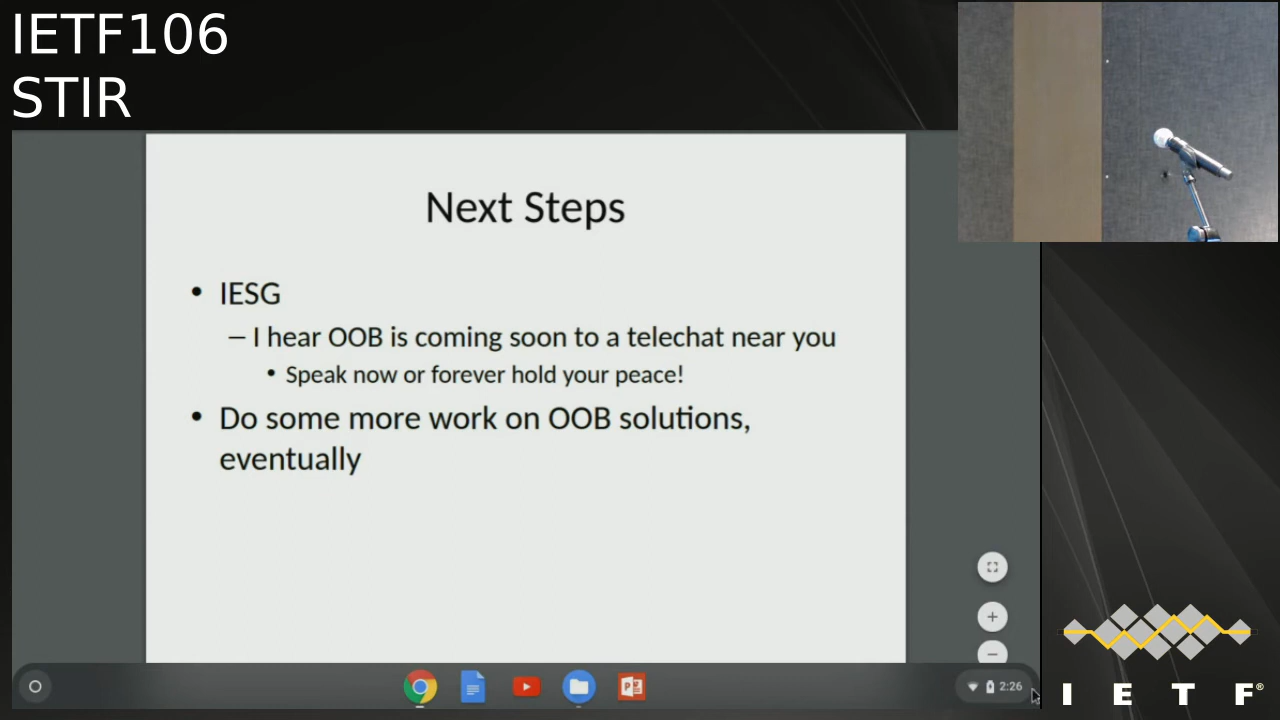 IETF106
STIR
Next Steps
• IESG
– I hear OOB is coming soon to a telechat near you
• Speak now or forever hold your peace!
• Do some more work on OOB solutions,
eventually
2:26
I E T F®